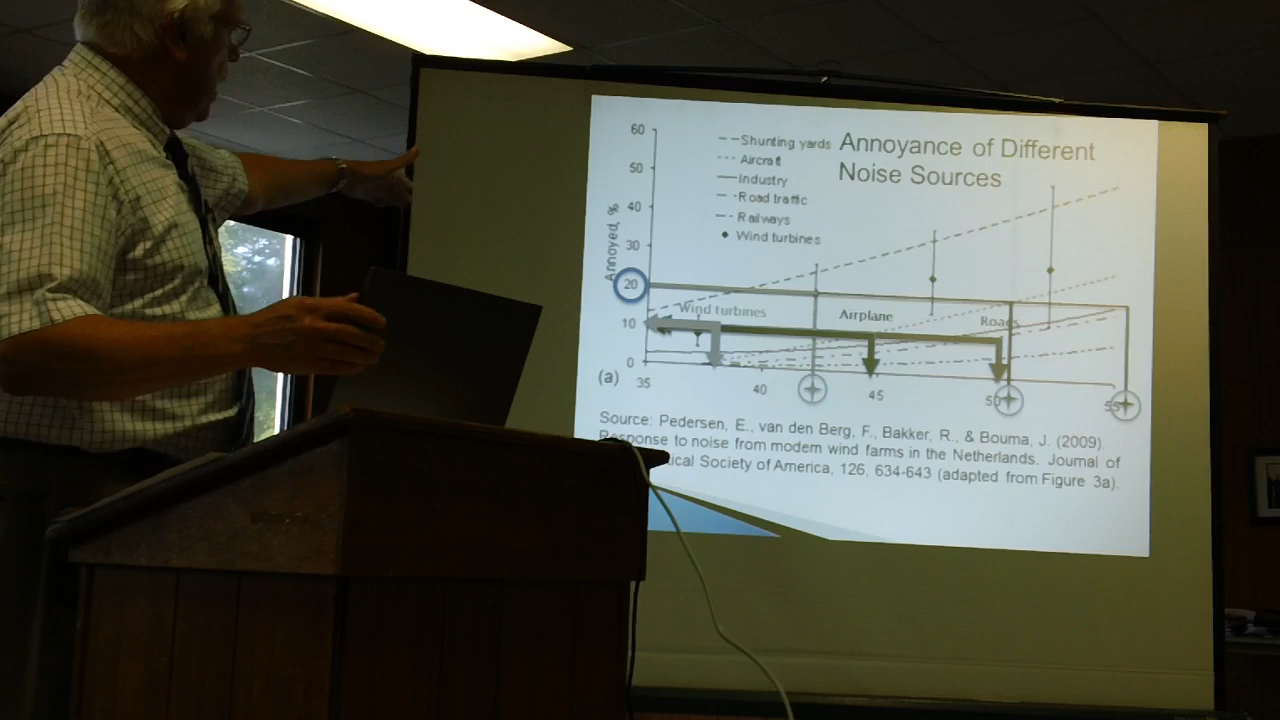 Annoyance of Different
Noise Sources
Shunting yards
Aircraft
Industry
Road traffic
Railways
Wind turbines
Annoyed, %
60
50
40
30
20
10
0
Wind turbines
Airplane
Roads
(a)
35
40
45
50
55
Source: Pedersen, E., van den Berg, F., Bakker, R., & Bouma, J. (2009).
Response to noise from modern wind farms in the Netherlands. Journal of
Society of America, 126, 634-643 (adapted from Figure 3a).